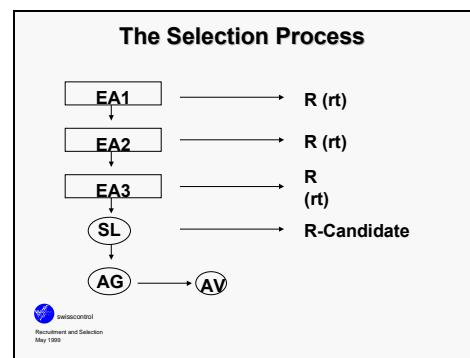 The Selection Process
EA1
R (rt)
EA2
R (rt)
EA3
R
(rt)
SL
R-Candidate
AG
AV
swisscontrol
Recruitment and Selection
May 1999